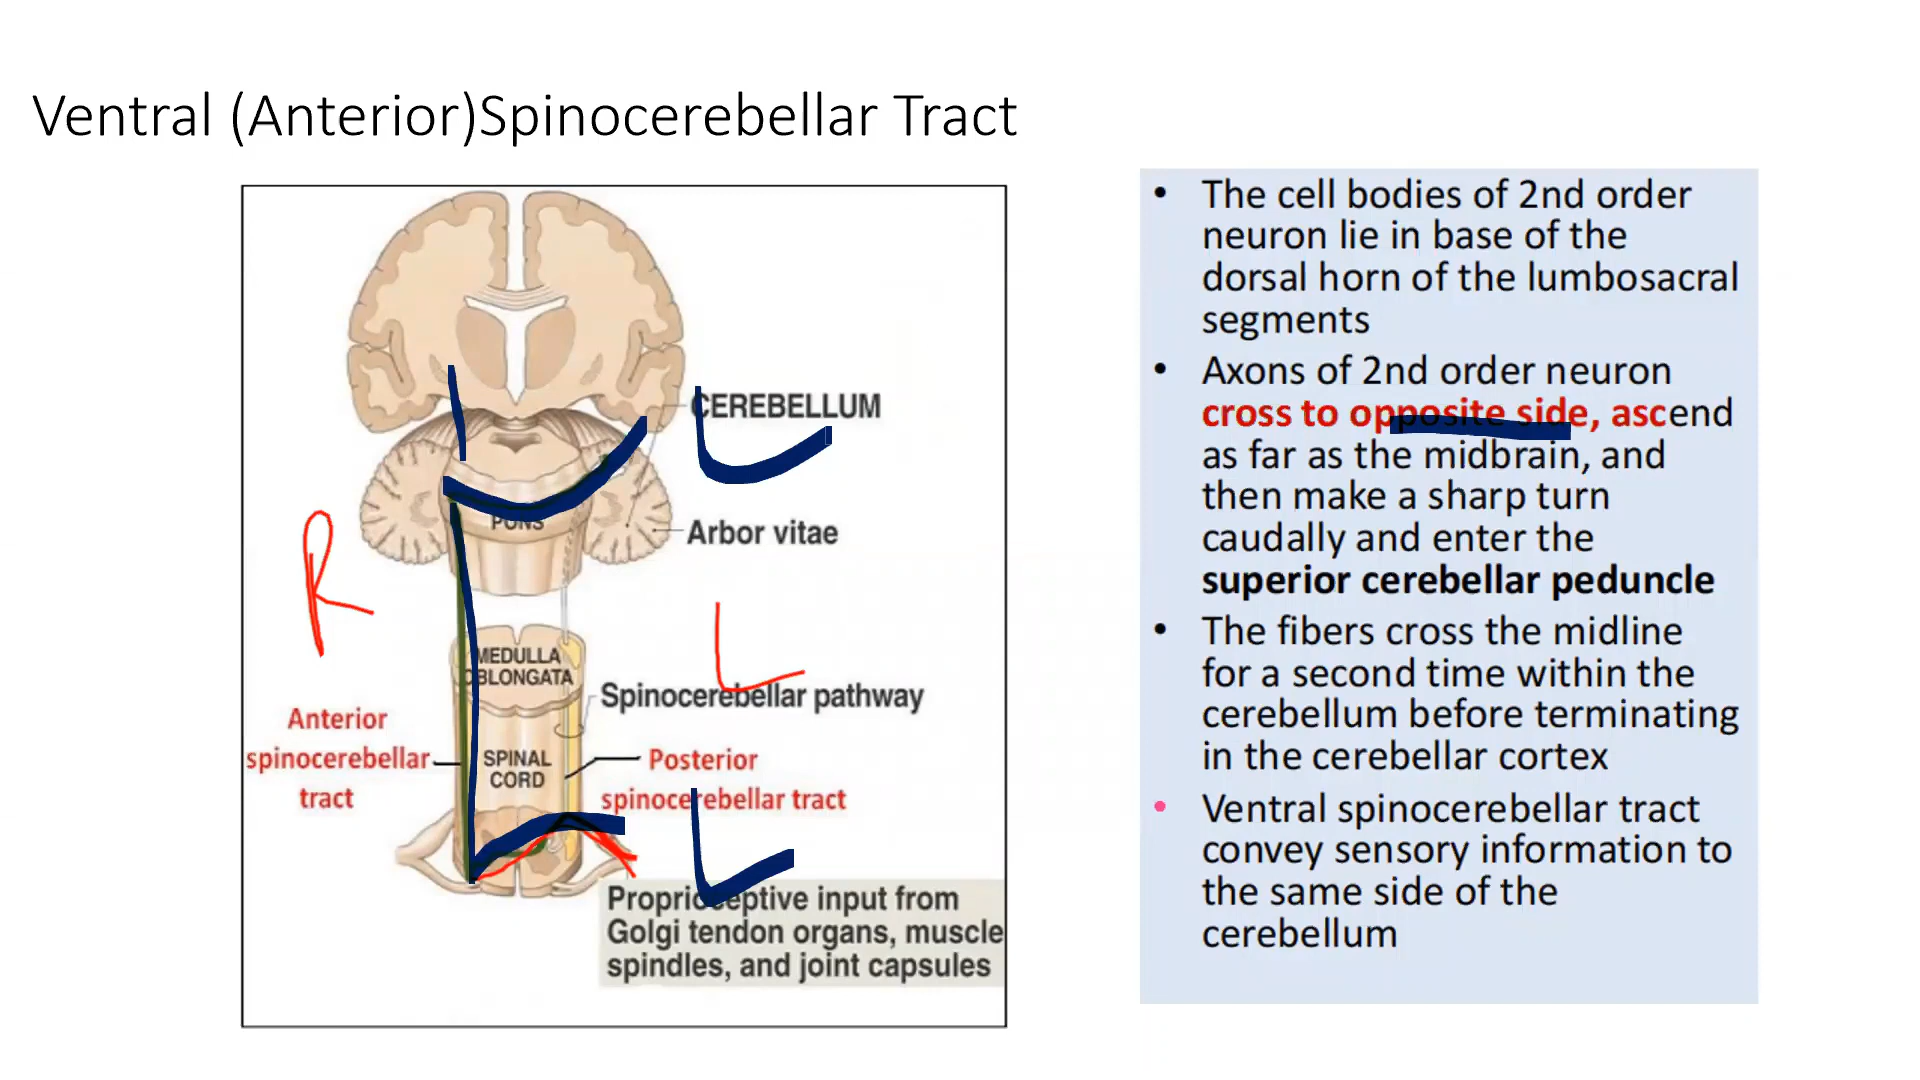 Ventral (Anterior)Spinocerebellar Tract
CEREBELLUM
PONS
Arbor vitae
R
L
MEDULLA
OBLONGATA
Spinocerebellar pathway
Anterior
spinocerebellar
tract
SPINAL
CORD
Posterior
spinocerebellar tract
L
L
Proprioceptive input from
Golgi tendon organs, muscle
spindles, and joint capsules
• The cell bodies of 2nd order
neuron lie in base of the
dorsal horn of the lumbosacral
segments
• Axons of 2nd order neuron
cross to opposite side, ascend
as far as the midbrain, and
then make a sharp turn
caudally and enter the
superior cerebellar peduncle
• The fibers cross the midline
for a second time within the
cerebellum before terminating
in the cerebellar cortex
• Ventral spinocerebellar tract
convey sensory information to
the same side of the
cerebellum